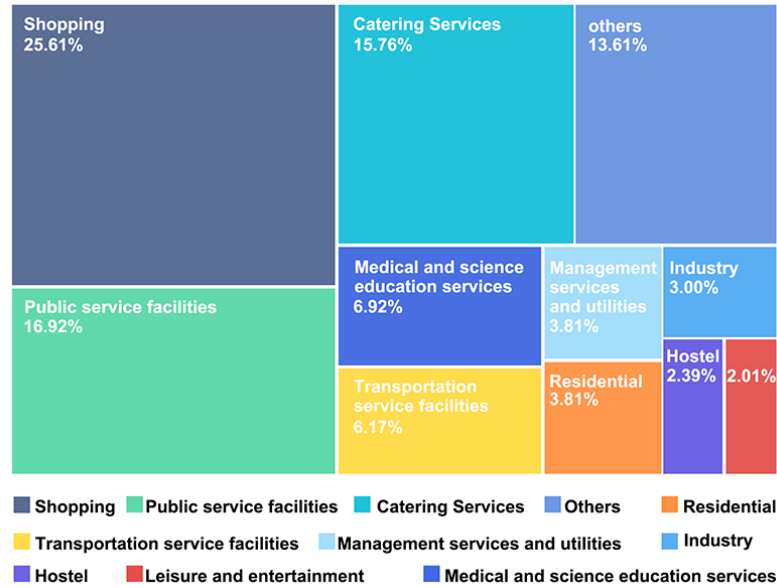 Shopping
25.61%
Catering Services
15.76%
others
13.61%
Public service facilities
16.92%
Medical and science
education services
6.92%
Management
services
and utilities
3.81%
Industry
3.00%
Transportation
service facilities
6.17%
Residential
3.81%
Hostel
2.39%
2.01%
Shopping
Public service facilities
Catering Services
Others
Residential
Transportation service facilities
Management services and utilities
Industry
Hostel
Leisure and entertainment
Medical and science education services